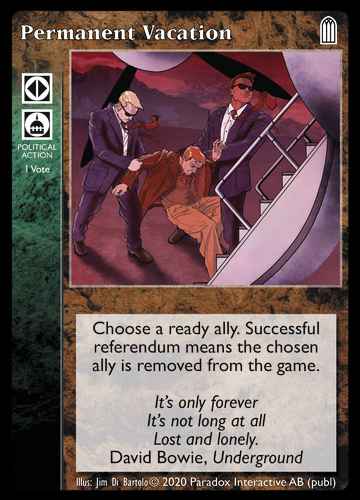 Permanent Vacation
POLITICAL
ACTION
1 Vote
Choose a ready ally. Successful
referendum means the chosen
ally is removed from the game.
It's only forever
It's not long at all
Lost and lonely.
David Bowie, Underground
Illus: Jim Di Bartolo © 2020 Paradox Interactive AB (publ)